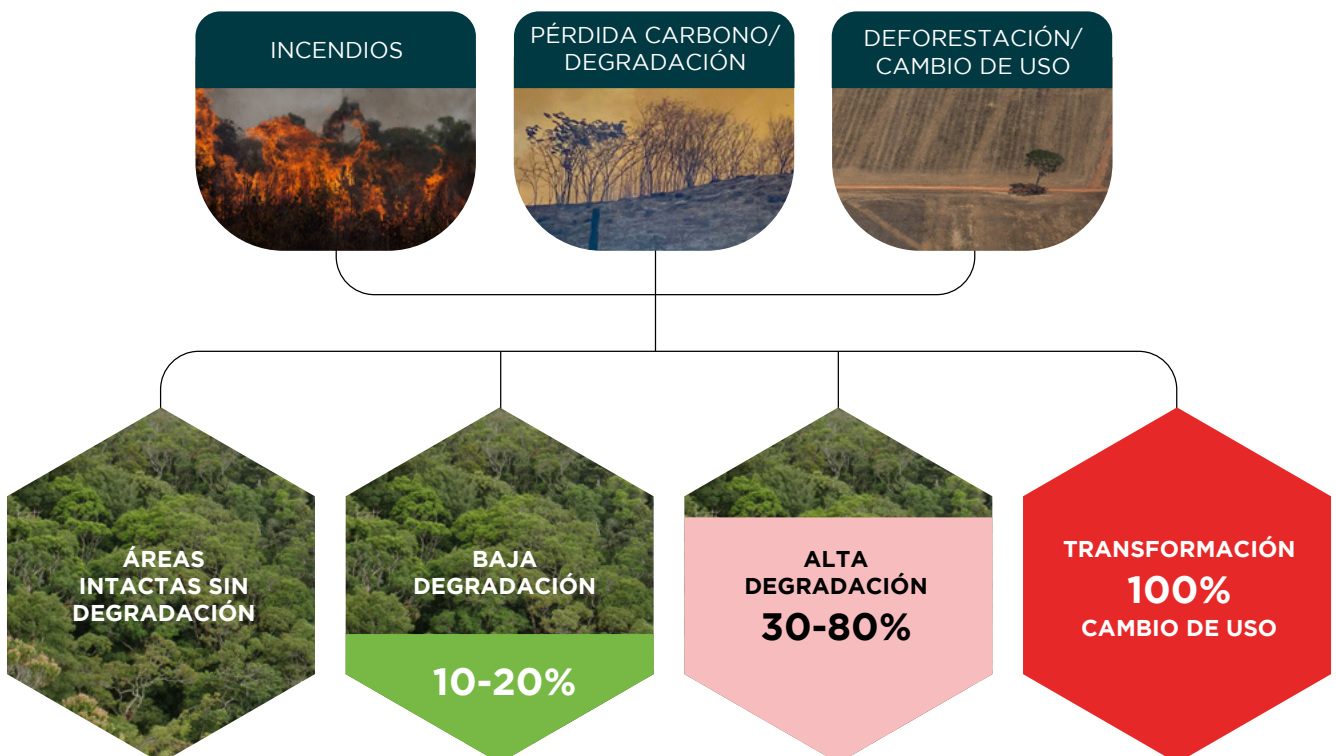 INCENDIOS
PÉRDIDA CARBONO/
DEGRADACIÓN
DEFORESTACIÓN/
CAMBIO DE USO
ÁREAS
INTACTAS SIN
DEGRADACIÓN
BAJA
DEGRADACIÓN
10-20%
ALTA
DEGRADACIÓN
30-80%
TRANSFORMACIÓN
100%
CAMBIO DE USO